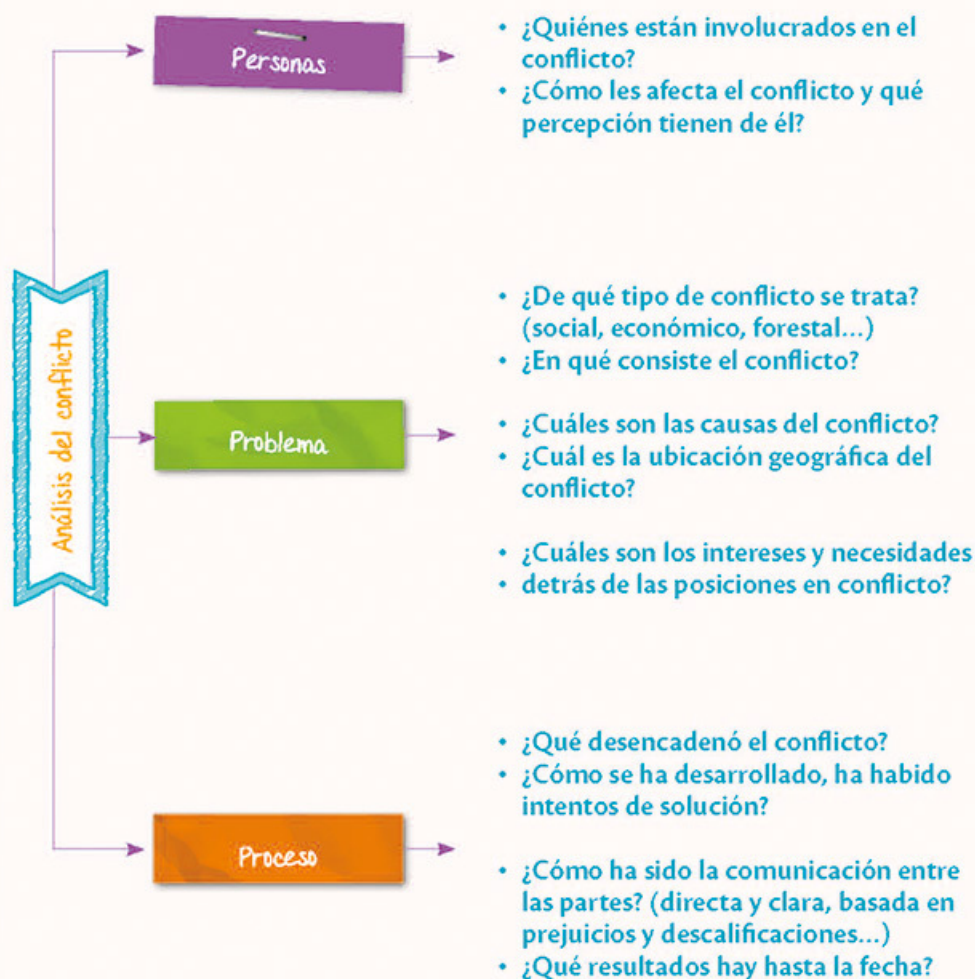 Análisis del conflicto
Personas
• ¿Quiénes están involucrados en el
conflicto?
• ¿Cómo les afecta el conflicto y qué
percepción tienen de él?
Problema
• ¿De qué tipo de conflicto se trata?
(social, económico, forestal...)
• ¿En qué consiste el conflicto?
• ¿Cuáles son las causas del conflicto?
• ¿Cuál es la ubicación geográfica del
conflicto?
• ¿Cuáles son los intereses y necesidades
• detrás de las posiciones en conflicto?
Proceso
• ¿Qué desencadenó el conflicto?
• ¿Cómo se ha desarrollado, ha habido
intentos de solución?
• ¿Cómo ha sido la comunicación entre
las partes? (directa y clara, basada en
prejuicios y descalificaciones...)
• ¿Qué resultados hay hasta la fecha?